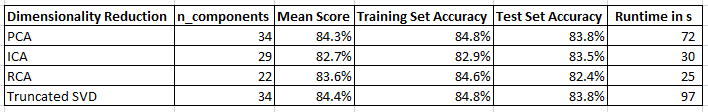 Dimensionality Reduction n_components Mean Score Training Set Accuracy Test Set Accuracy Runtime in s
PCA 34 84.3% 84.8% 83.8% 72
ICA 29 82.7% 82.9% 83.5% 30
RCA 22 83.6% 84.6% 82.4% 25
Truncated SVD 34 84.4% 84.8% 83.8% 97